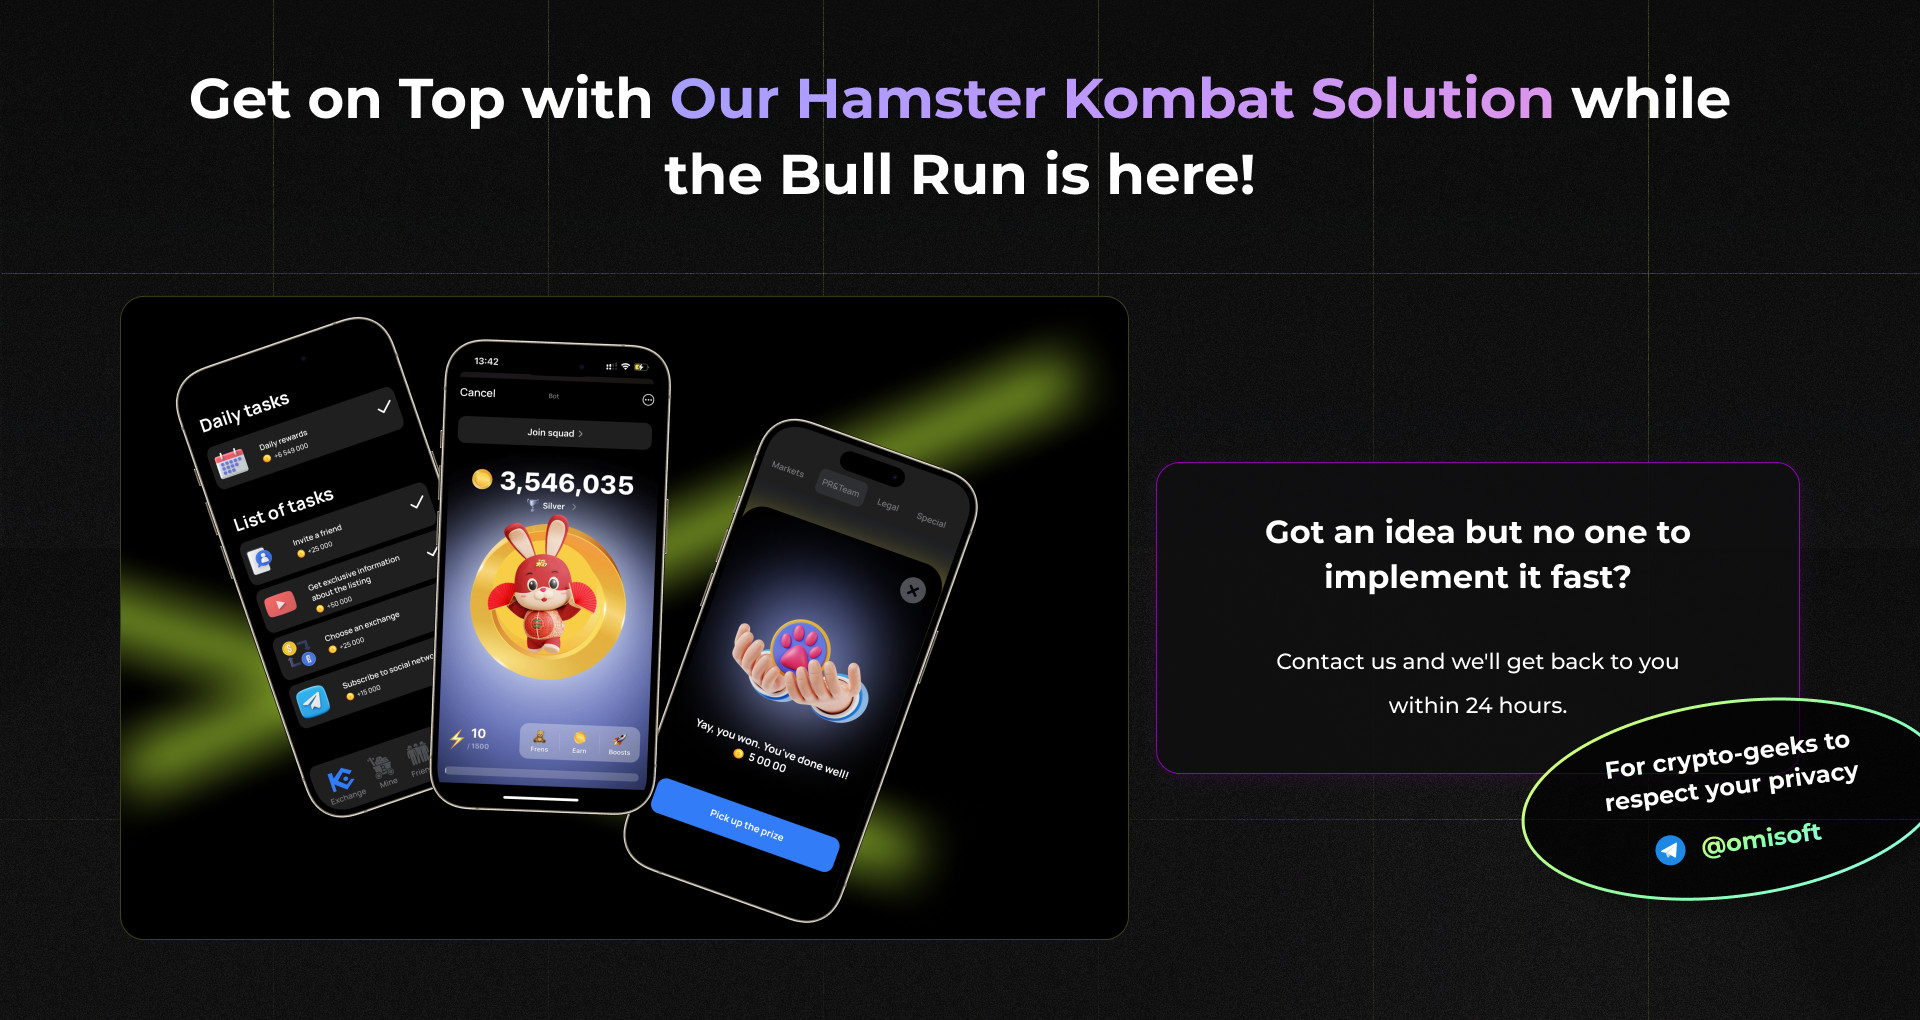 Get on Top with Our Hamster Kombat Solution while
the Bull Run is here!
Daily tasks
Daily rewards
+6 549 000
List of tasks
Invite a friend
+25 000
Get exclusive information
about the listing
+50 000
Choose an exchange
+25 000
Subscribe to social netwo
+15 000
Exchange
Mine
Frien
13:42
Cancel
Bot
Join squad >
3,546,035
Silver >
10
/ 1500
Frens
Earn
Boosts
Markets
PR&Team
Legal
Special
Yay, you won. You've done well!
5 00 00
Pick up the prize
Got an idea but no one to
implement it fast?
Contact us and we'll get back to you
within 24 hours.
For crypto-geeks to
respect your privacy
@omisoft